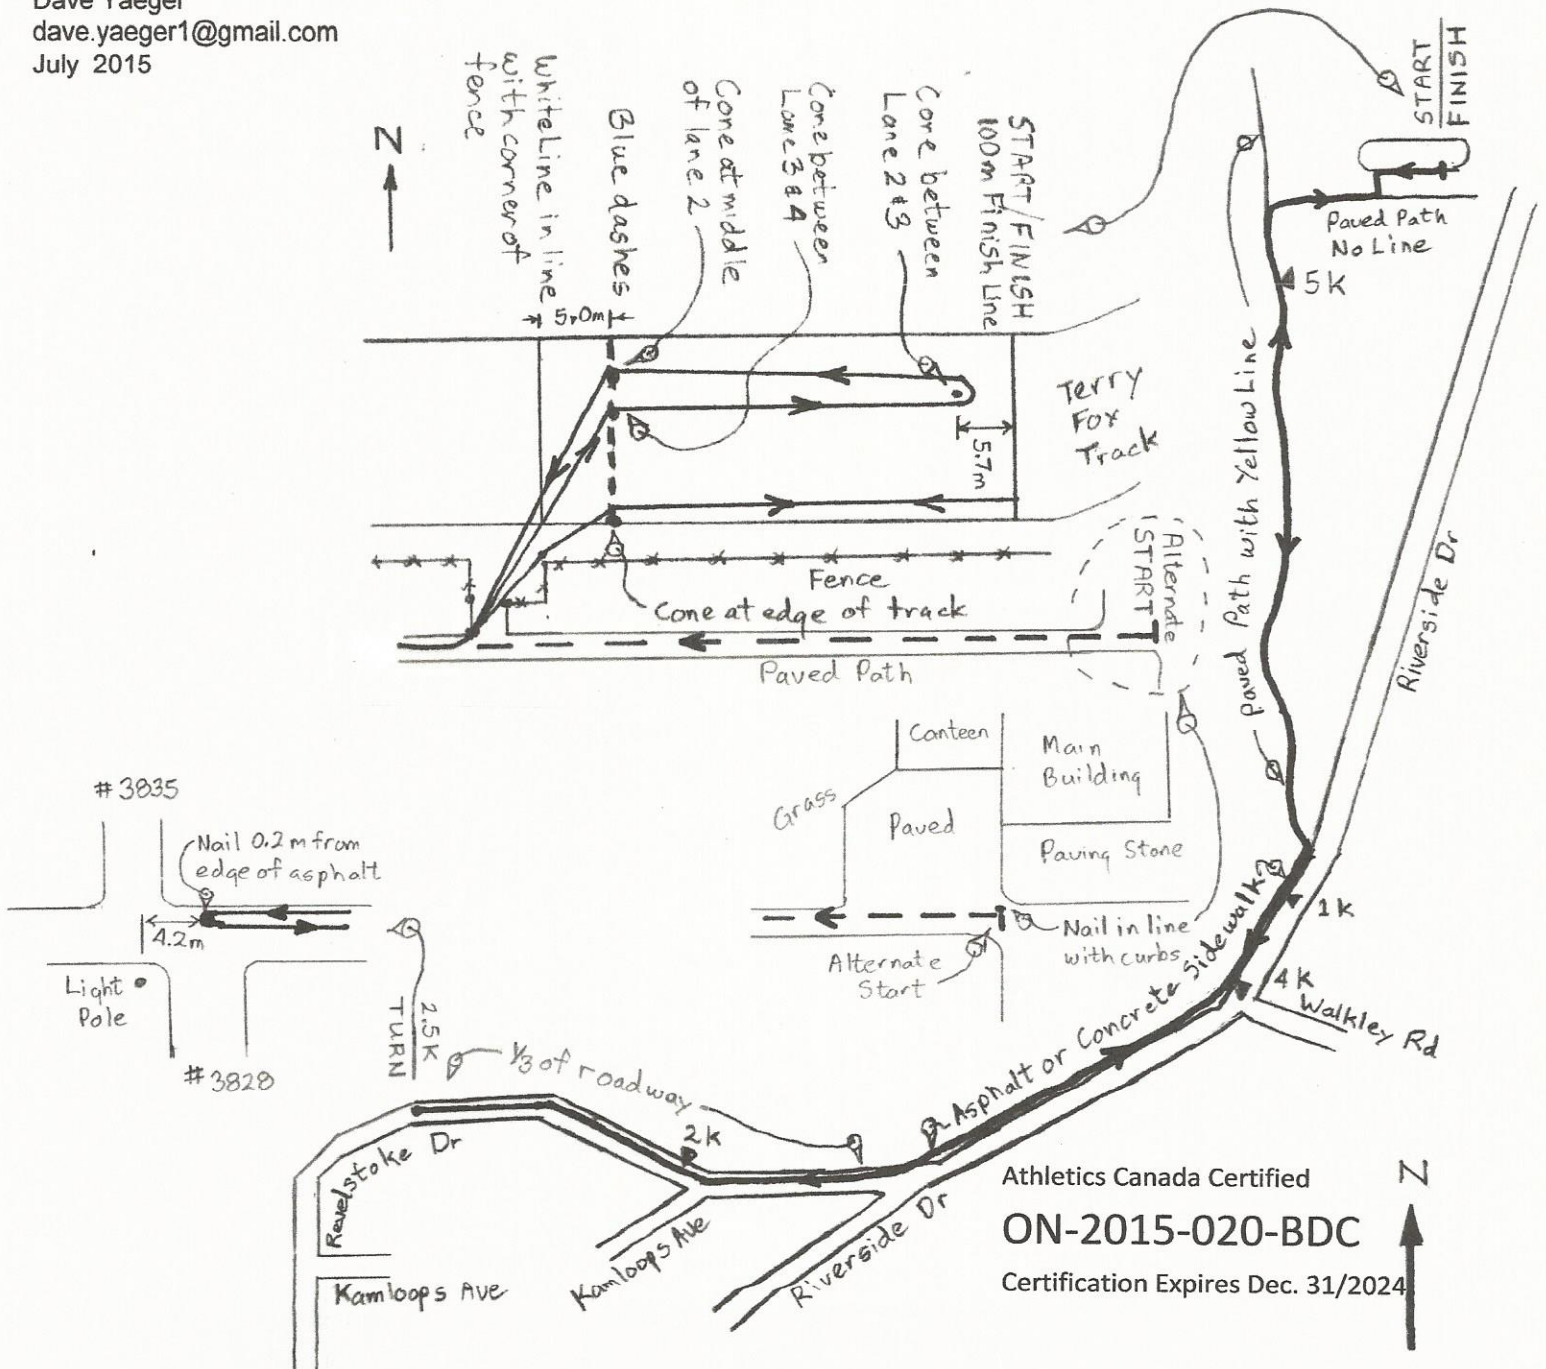 Dave Yaeger
dave.yaeger1@gmail.com
July 2015
N
White Line in line
with corner of
fence
Blue dashes
Cone at middle
of lane 2
Cone between
Lane 3 & 4
Cone between
Lane 2 & 3
START/FINISH
100m Finish Line
START
FINISH
Paved Path
No Line
5K
5.0m
5.7m
Terry
Fox
Track
Paved Path with Yellow Line
Riverside Dr
Fence
Cone at edge of track
Alternate
START
Paved Path
Canteen
Main
Building
Grass
Paved
Paving Stone
Nail in line
with curbs
Alternate
Start
#3835
Nail 0.2 m from
edge of asphalt
4.2m
Light
Pole
#3828
2.5K
TURN
1/3 of roadway
Asphalt or Concrete Sidewalk
1K
4K
Walkley Rd
2K
Revelstoke Dr
Kamloops Ave
Kamloops Ave
Riverside Dr
Athletics Canada Certified
ON-2015-020-BDC
Certification Expires Dec. 31/2024
N